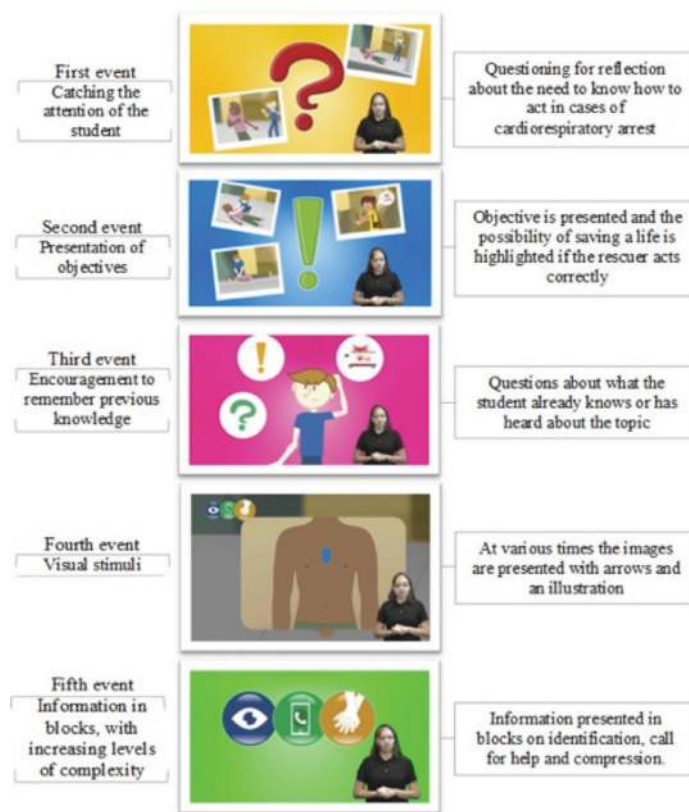 First event
Catching the
attention of the
student
Questioning for reflection
about the need to know how to
act in cases of
cardiorespiratory arrest
Second event
Presentation of
objectives
Objective is presented and the
possibility of saving a life is
highlighted if the rescuer acts
correctly
Third event
Encouragement to
remember previous
knowledge
Questions about what the
student already knows or has
heard about the topic
Fourth event
Visual stimuli
At various times the images
are presented with arrows and
an illustration
Fifth event
Information in
blocks, with
increasing levels
of complexity
Information presented in
blocks on identification, call
for help and compression.